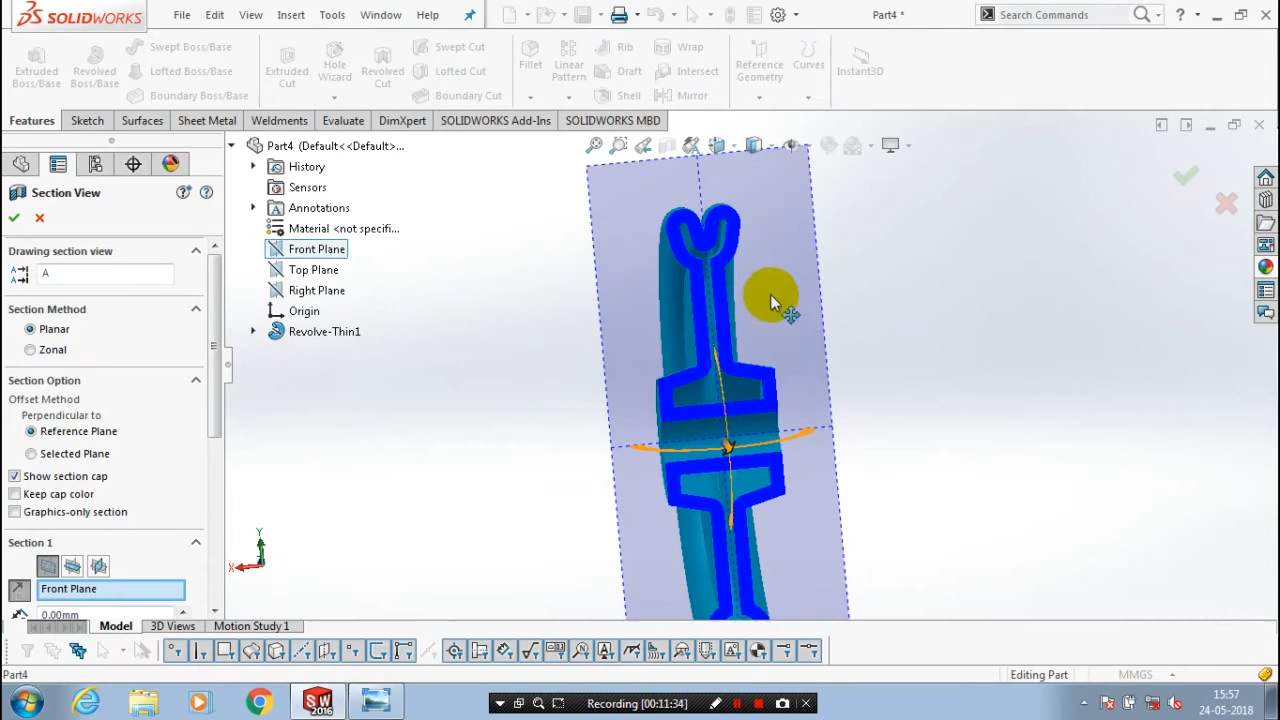 SOLIDWORKS
File Edit View Insert Tools Window Help
Part4 *
Search Commands
Extruded Boss/Base
Revolved Boss/Base
Swept Boss/Base
Lofted Boss/Base
Boundary Boss/Base
Extruded Cut
Hole Wizard
Revolved Cut
Swept Cut
Lofted Cut
Boundary Cut
Fillet
Linear Pattern
Rib
Draft
Shell
Wrap
Intersect
Mirror
Reference Geometry
Curves
Instant3D
Features Sketch Surfaces Sheet Metal Weldments Evaluate DimXpert SOLIDWORKS Add-Ins SOLIDWORKS MBD
Section View
Drawing section view
A
Section Method
Planar
Zonal
Section Option
Offset Method
Perpendicular to
Reference Plane
Selected Plane
Show section cap
Keep cap color
Graphics-only section
Section 1
Front Plane
0.00mm
Part4 (Default<<Default>...
History
Sensors
Annotations
Material <not specifi...
Front Plane
Top Plane
Right Plane
Origin
Revolve-Thin1
Y
X
Model 3D Views Motion Study 1
Part4
Editing Part
MMGS
SW
2016
Recording [00:11:34]
15:57
24-05-2018